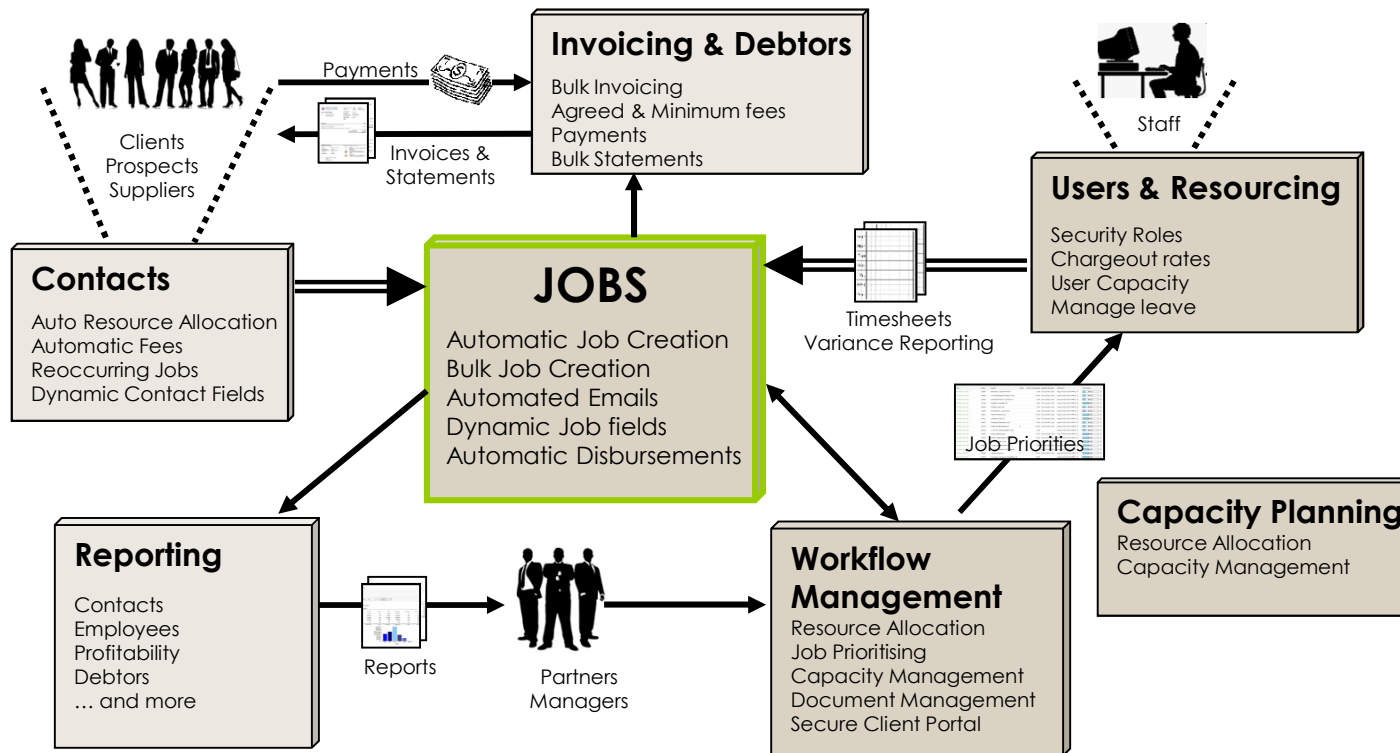 Payments
Invoicing & Debtors
Bulk Invoicing
Agreed & Minimum fees
Payments
Bulk Statements
Clients
Prospects
Suppliers
Invoices &
Statements
Staff
Users & Resourcing
Security Roles
Chargeout rates
User Capacity
Manage leave
Contacts
Auto Resource Allocation
Automatic Fees
Reoccurring Jobs
Dynamic Contact Fields
JOBS
Automatic Job Creation
Bulk Job Creation
Automated Emails
Dynamic Job fields
Automatic Disbursements
Timesheets
Variance Reporting
Job Priorities
Capacity Planning
Resource Allocation
Capacity Management
Reporting
Contacts
Employees
Profitability
Debtors
… and more
Reports
Partners
Managers
Workflow
Management
Resource Allocation
Job Prioritising
Capacity Management
Document Management
Secure Client Portal